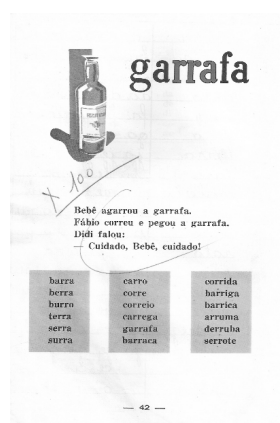 garrafa
X-100
Bebê agarrou a garrafa.
Fábio correu e pegou a garrafa.
Didi falou:
— Cuidado, Bebê, cuidado!
barra
berra
burro
terra
serra
surra
carro
corre
correio
carrega
garrafa
barraca
corrida
barriga
barrica
arruma
derruba
serrote
— 42 —